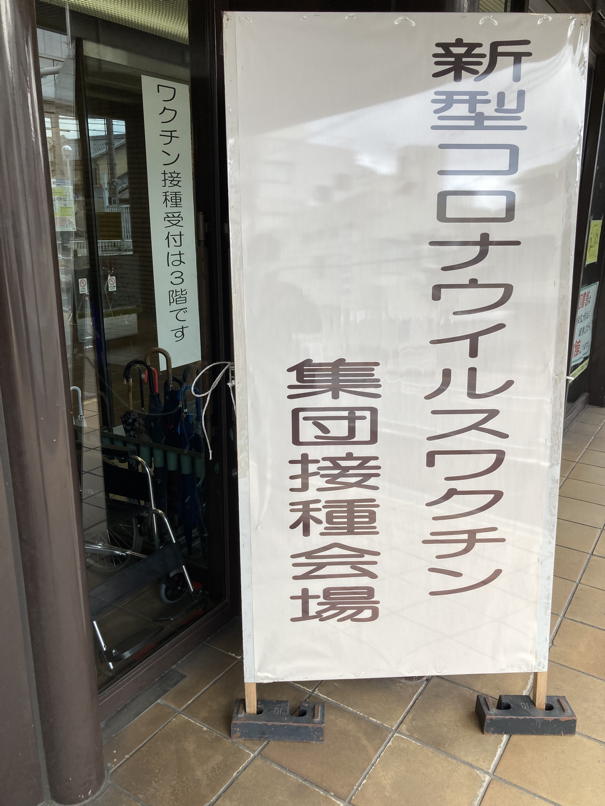 新型コロナウイルスワクチン
集団接種会場
ワクチン接種受付は3階です